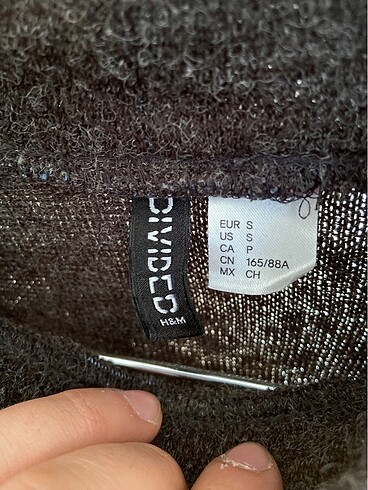 DIVIDED
H&M
EUR S
US S
CA P
CN 165/88A
MX CH